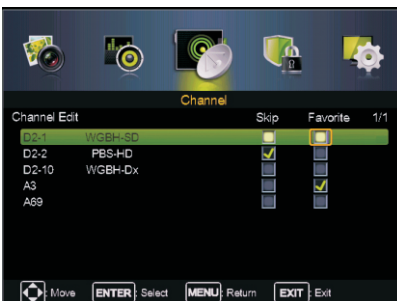 Channel
Channel Edit Skip Favorite 1/1
D2-1 WGBH-SD
D2-2 PBS-HD
D2-10 WGBH-Dx
A3
A69
: Move ENTER : Select MENU : Return EXIT : Exit